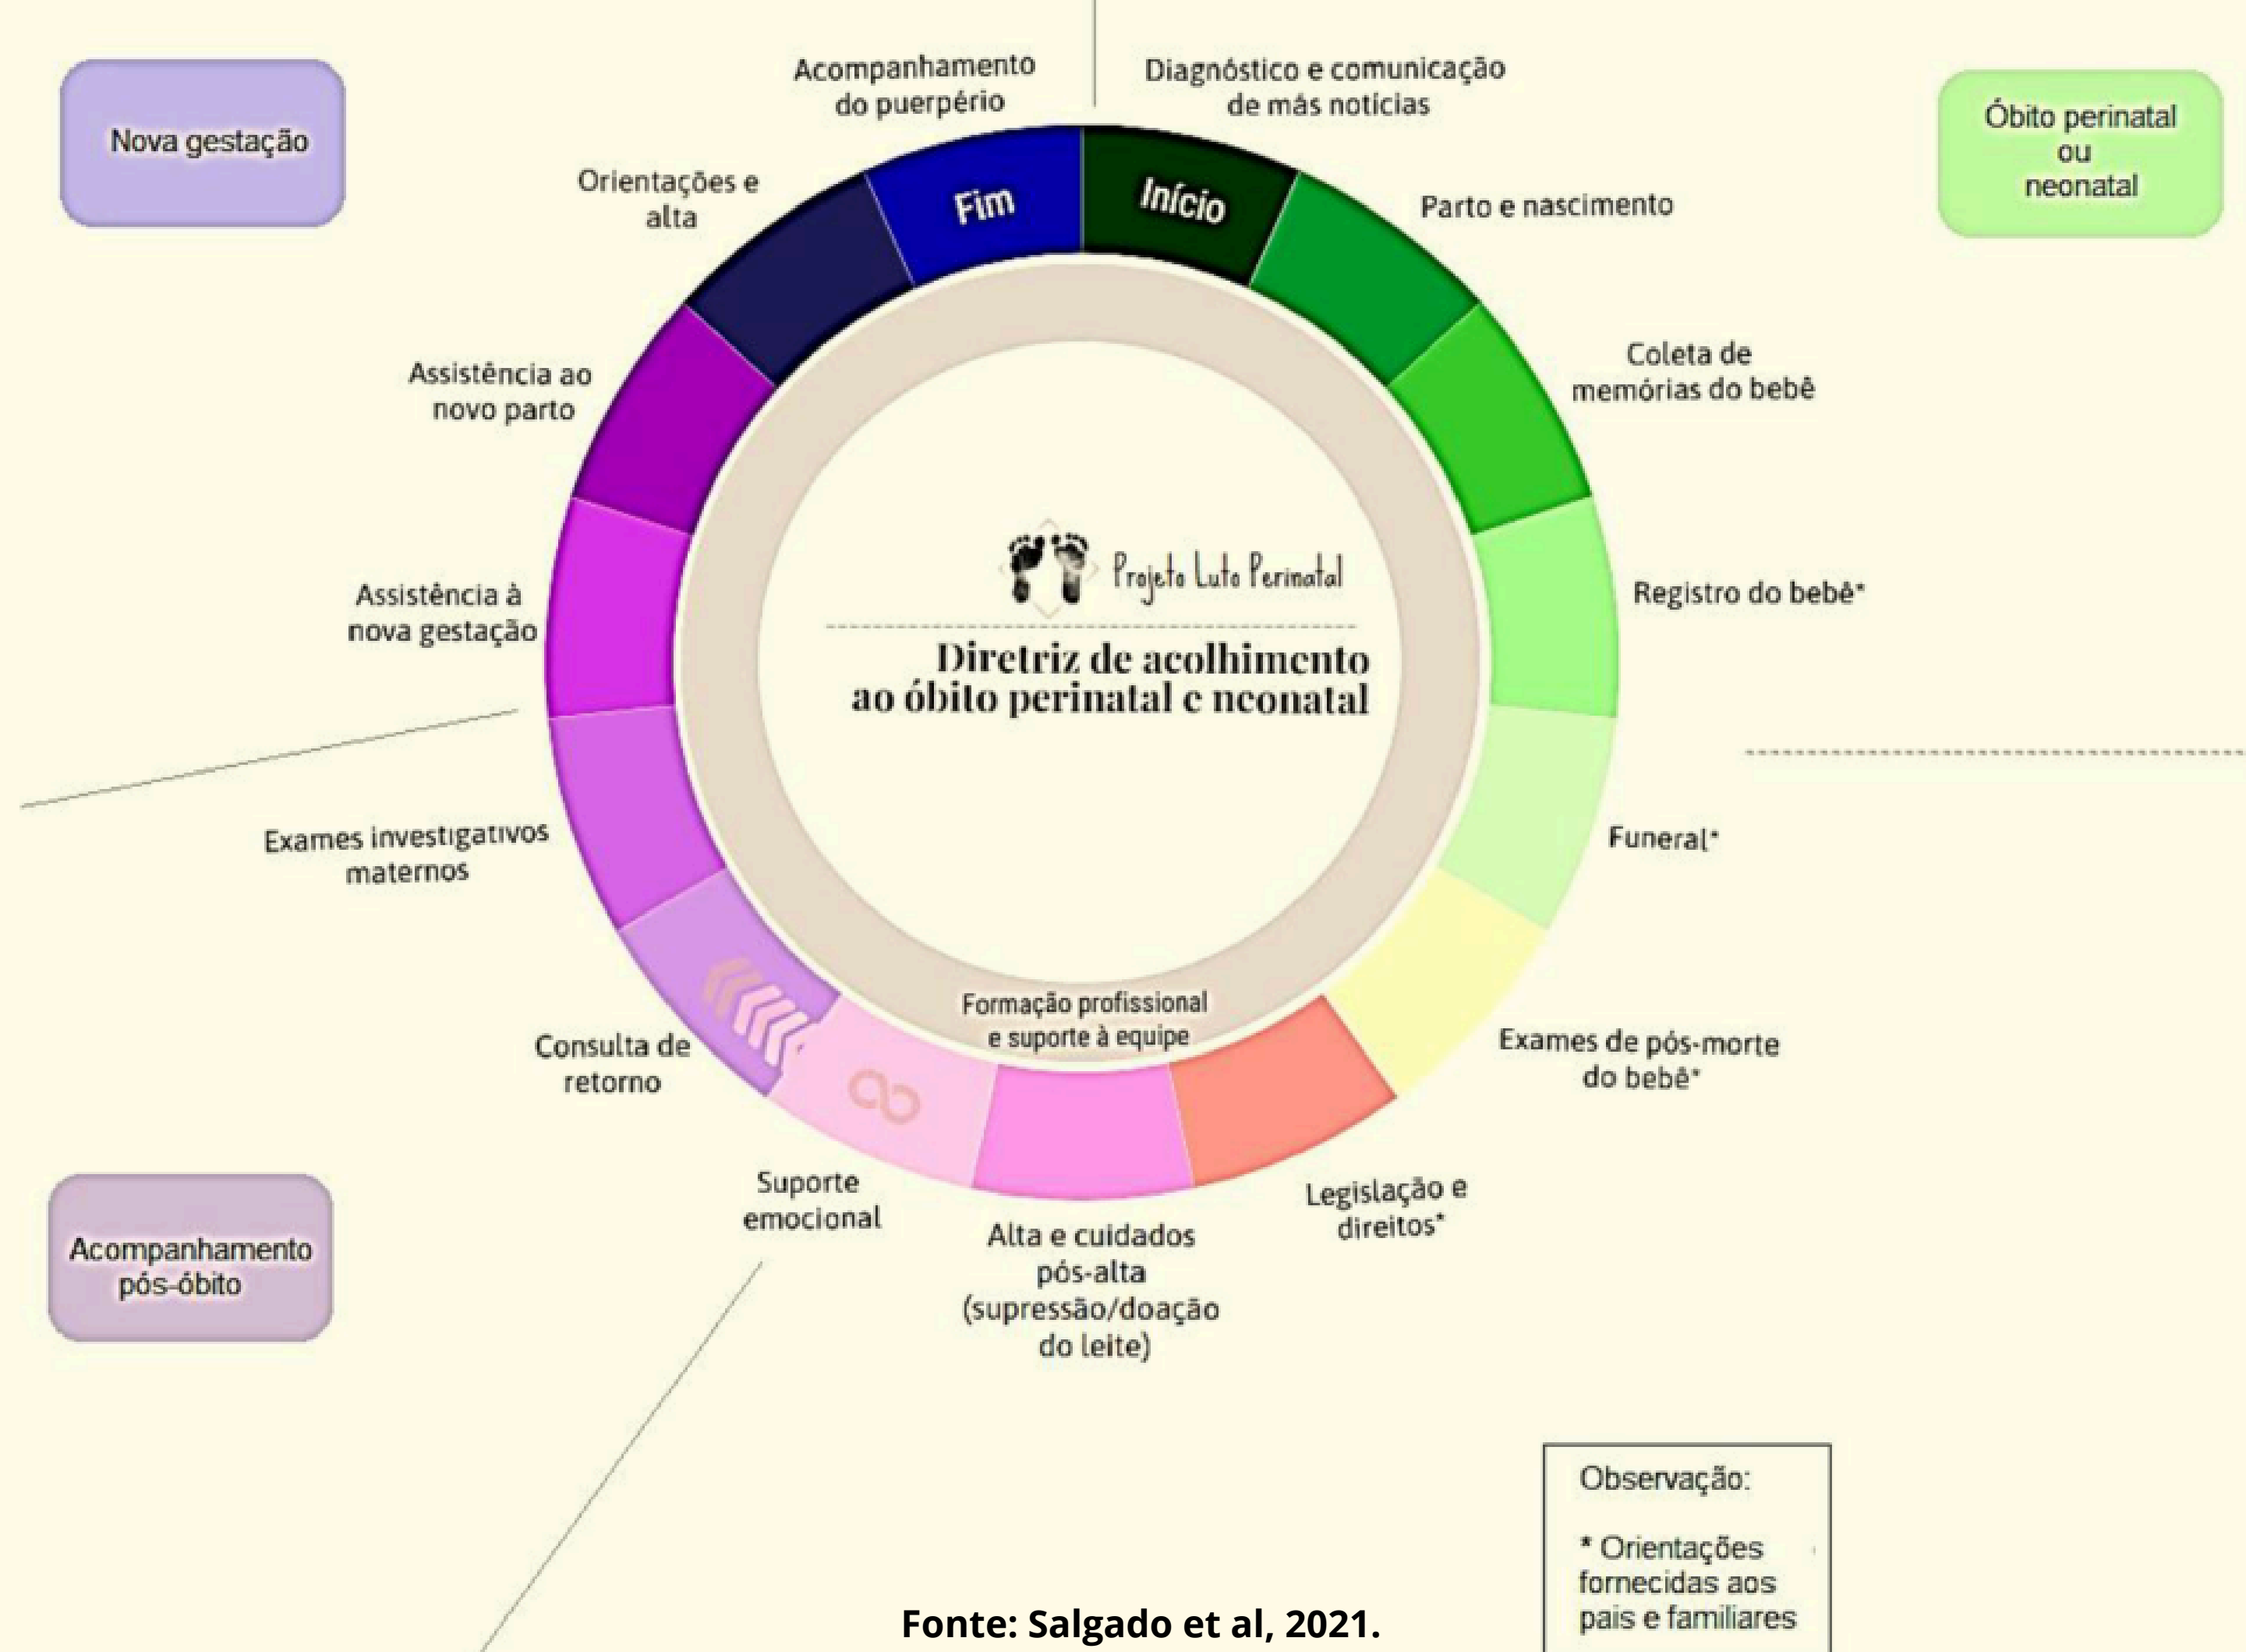 Nova gestação
Acompanhamento
do puerpério
Diagnóstico e comunicação
de más notícias
Óbito perinatal
ou
neonatal
Orientações e
alta
Fim
Início
Parto e nascimento
Assistência ao
novo parto
Coleta de
memórias do bebê
Assistência à
nova gestação
Projeto Luto Perinatal
Diretriz de acolhimento
ao óbito perinatal e neonatal
Registro do bebê*
Exames investigativos
maternos
Funeral*
Formação profissional
e suporte à equipe
Consulta de
retorno
Exames de pós-morte
do bebê*
Suporte
emocional
Alta e cuidados
pós-alta
(supressão/doação
do leite)
Legislação e
direitos*
Acompanhamento
pós-óbito
Observação:
* Orientações
fornecidas aos
pais e familiares
Fonte: Salgado et al, 2021.